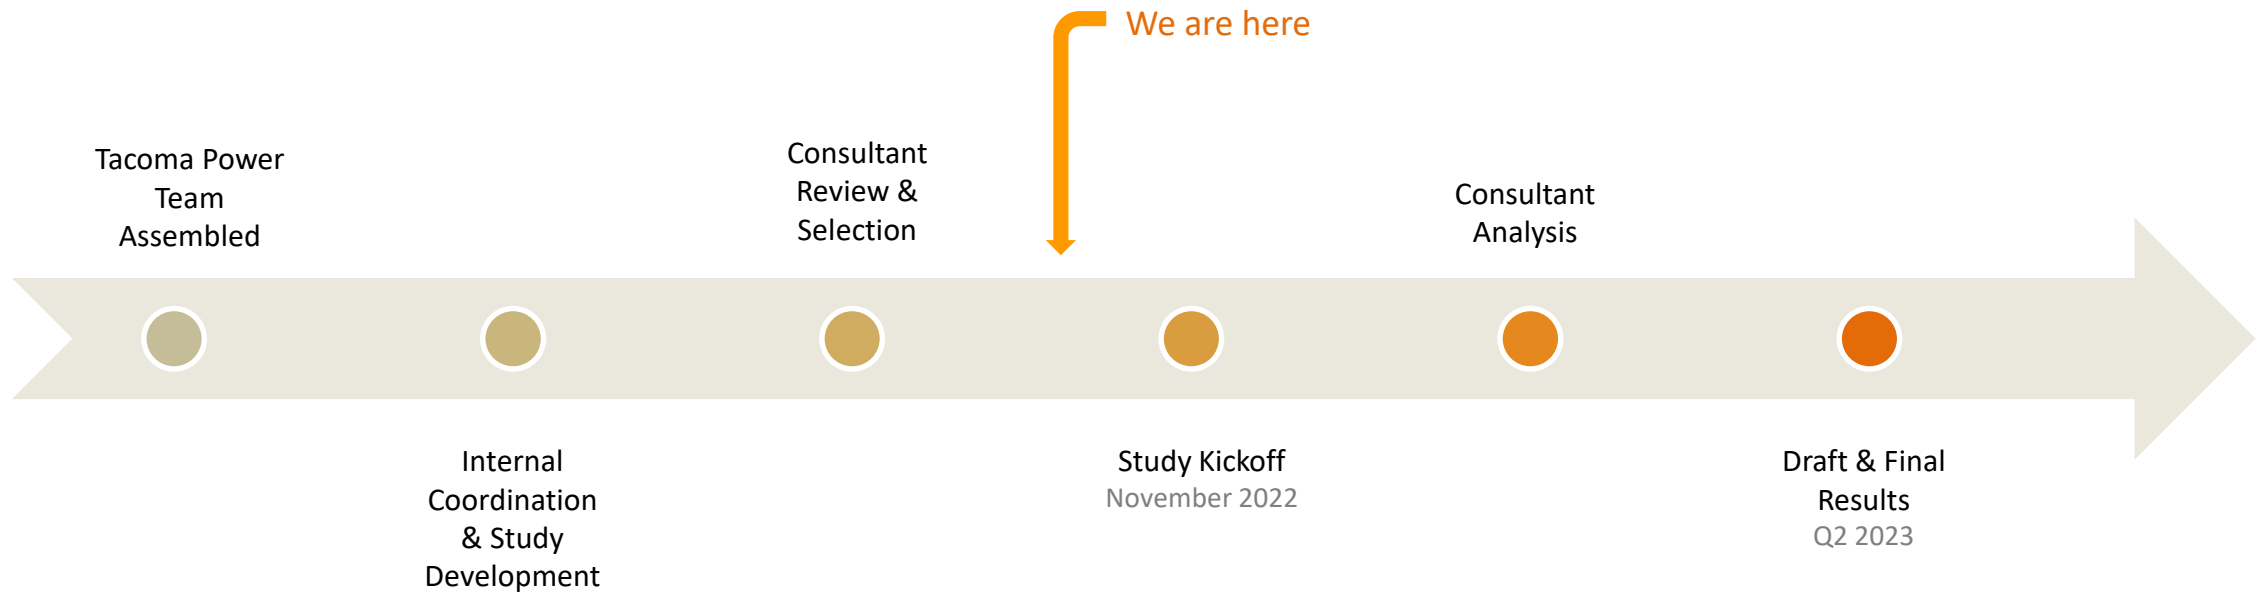 We are here
Tacoma Power
Team
Assembled
Internal
Coordination
& Study
Development
Consultant
Review &
Selection
Study Kickoff
November 2022
Consultant
Analysis
Draft & Final
Results
Q2 2023